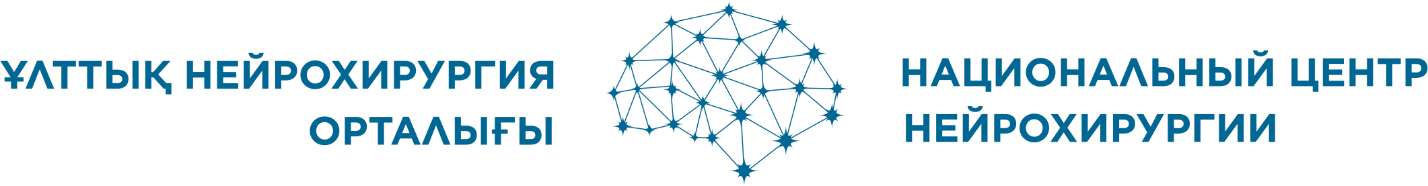 ҰЛТТЫҚ НЕЙРОХИРУРГИЯ
ОРТАЛЫҒЫ
НАЦИОНАЛЬНЫЙ ЦЕНТР
НЕЙРОХИРУРГИИ